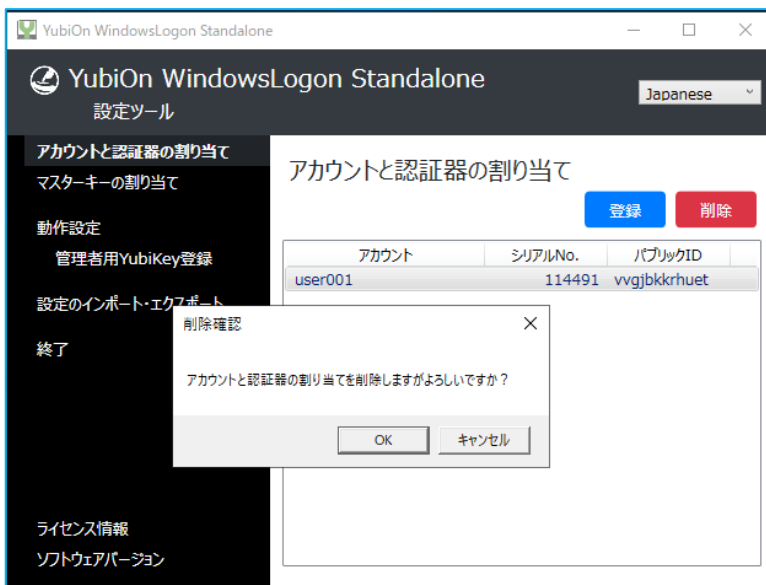 YubiOn WindowsLogon Standalone
YubiOn WindowsLogon Standalone
設定ツール
Japanese
アカウントと認証器の割り当て
マスターキーの割り当て
動作設定
管理者用YubiKey登録
設定のインポート・エクスポート
終了
ライセンス情報
ソフトウェアバージョン
アカウントと認証器の割り当て
登録 削除
アカウント シリアルNo. パブリックID
user001 114491 vvgjbkkrhuet
削除確認
アカウントと認証器の割り当てを削除しますがよろしいですか？
OK キャンセル